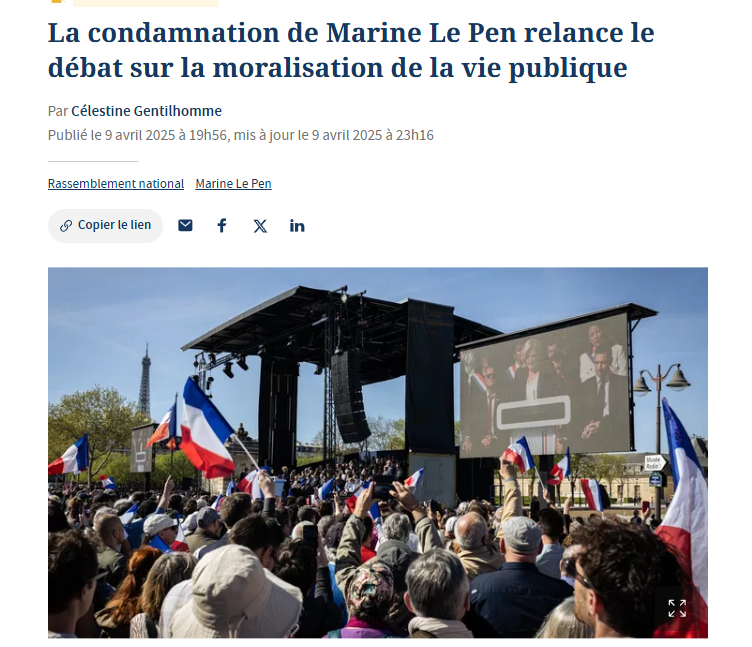 La condamnation de Marine Le Pen relance le
débat sur la moralisation de la vie publique
Par Célestine Gentilhomme
Publié le 9 avril 2025 à 19h56, mis à jour le 9 avril 2025 à 23h16
Rassemblement national Marine Le Pen
Copier le lien
Musée
Rodin